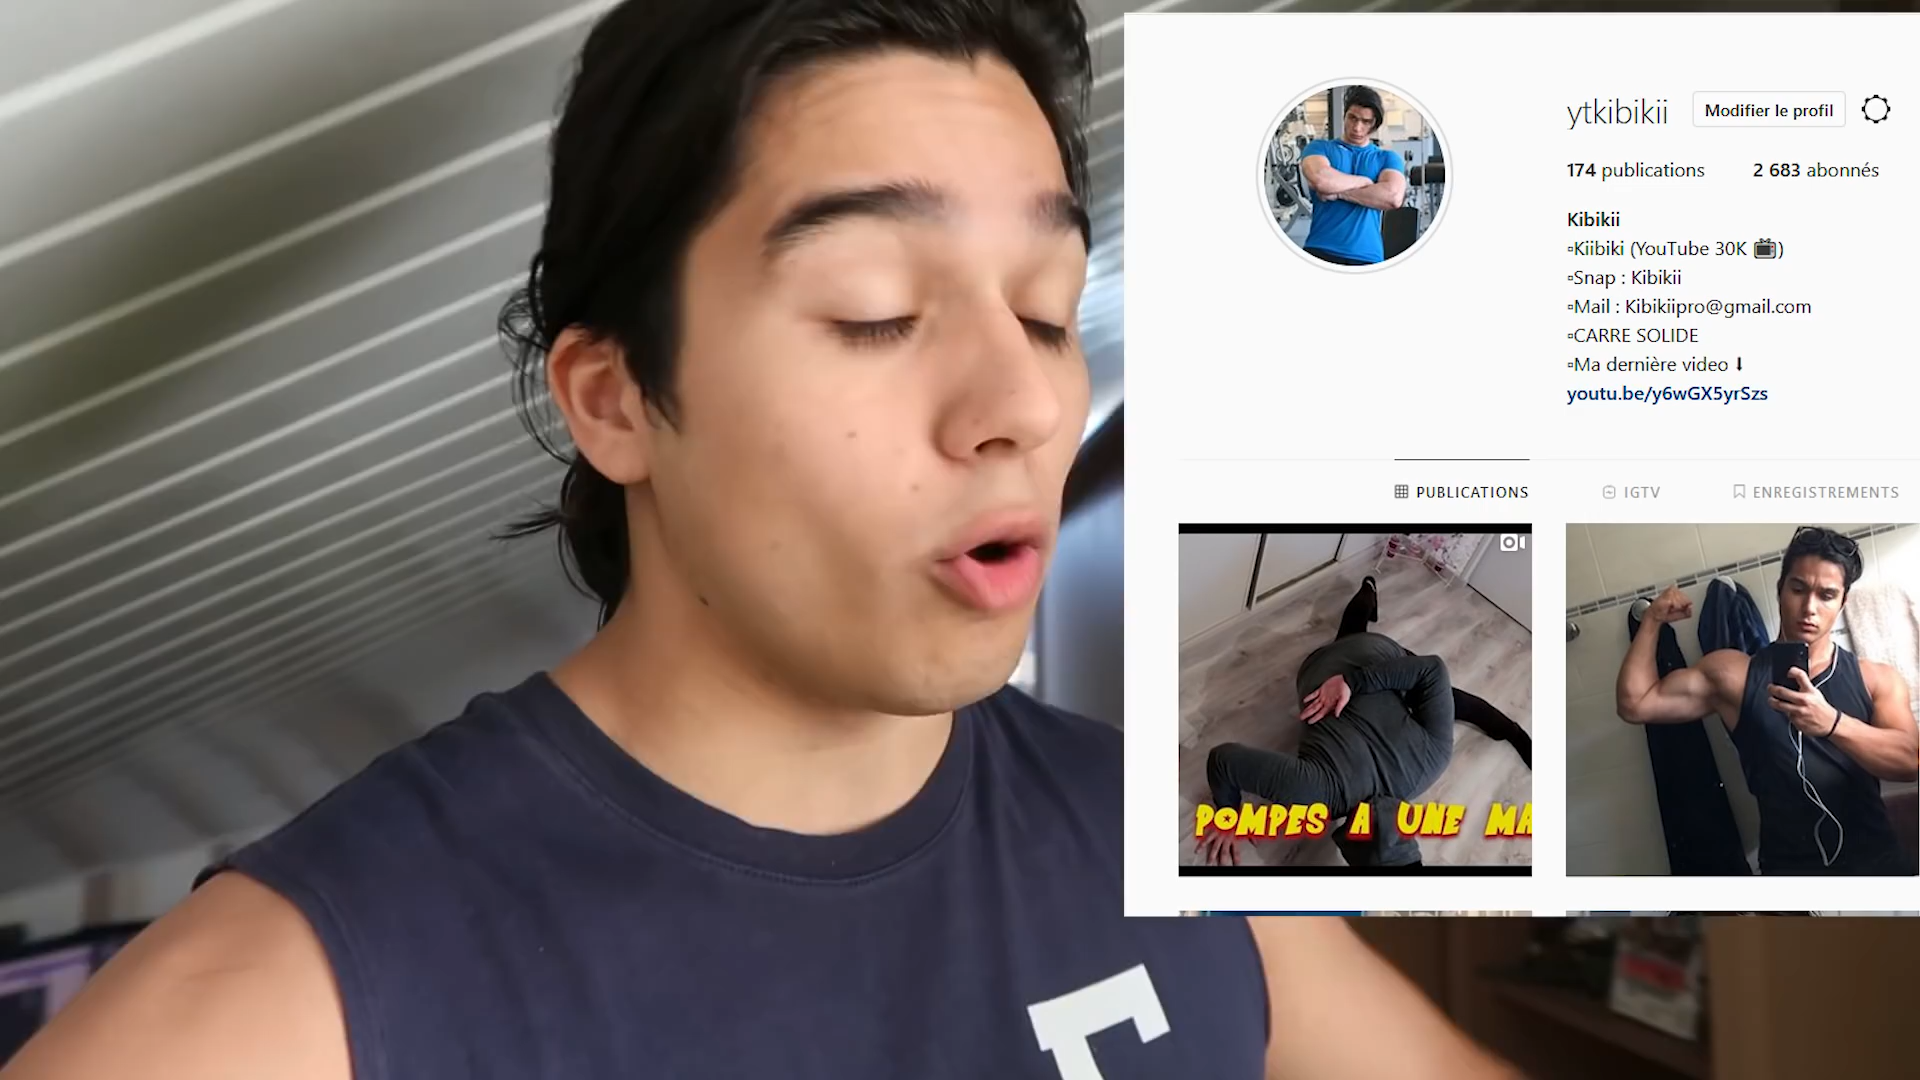 ytkibikii
Modifier le profil
174 publications
2 683 abonnés
Kibikii
▫Kiibiki (YouTube 30K 📺)
▫Snap : Kibikii
▫Mail : Kibikiipro@gmail.com
▫CARRE SOLIDE
▫Ma dernière video ⬇
youtu.be/y6wGX5yrSzs
PUBLICATIONS
IGTV
ENREGISTREMENTS
POMPES A UNE MA